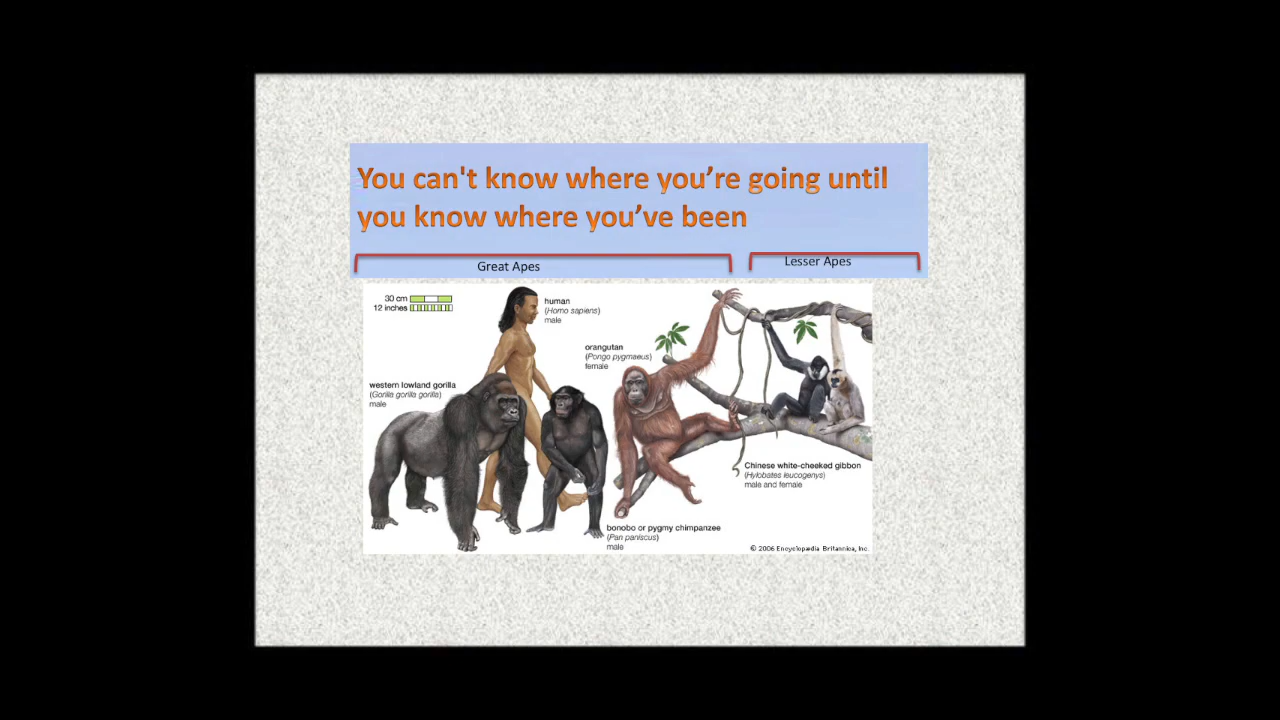 You can't know where you're going until
you know where you've been
Great Apes
Lesser Apes
30 cm
12 inches
human
(Homo sapiens)
male
orangutan
(Pongo pygmaeus)
female
western lowland gorilla
(Gorilla gorilla gorilla)
male
Chinese white-cheeked gibbon
(Hylobates leucogenys)
male and female
bonobo or pygmy chimpanzee
(Pan paniscus)
male
© 2006 Encyclopædia Britannica, Inc.